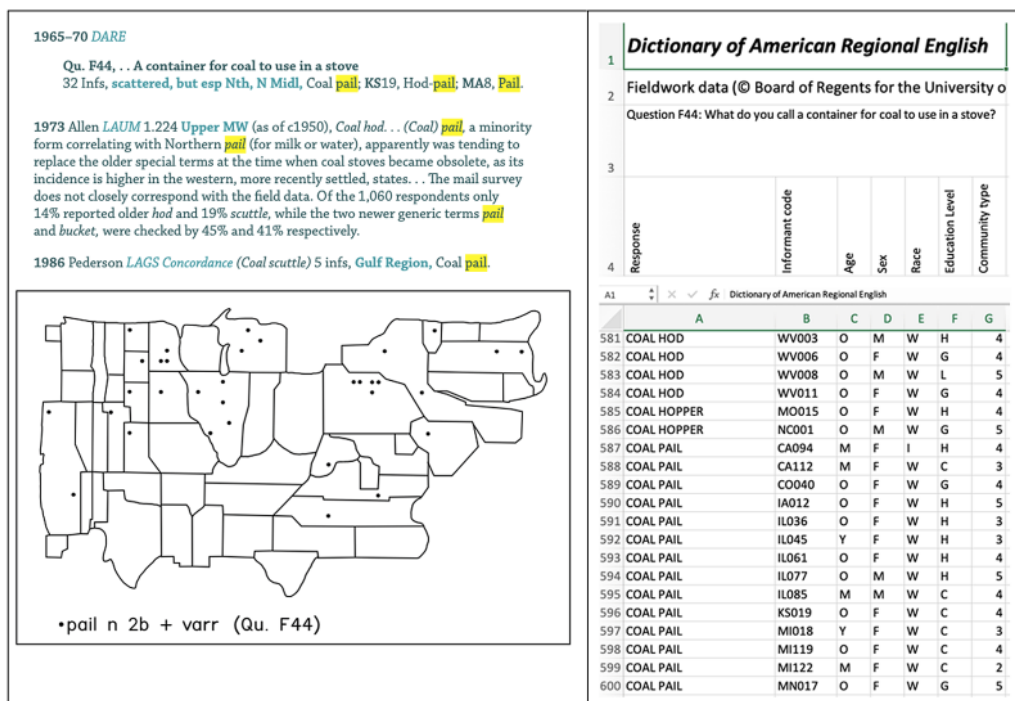 1965–70 DARE
Qu. F44, . . A container for coal to use in a stove
32 Infs, scattered, but esp Nth, N Midl, Coal pail; KS19, Hod-pail; MA8, Pail.
1973 Allen LAUM 1.224 Upper MW (as of c1950), Coal hod. . . (Coal) pail, a minority
form correlating with Northern pail (for milk or water), apparently was tending to
replace the older special terms at the time when coal stoves became obsolete, as its
incidence is higher in the western, more recently settled, states. . . The mail survey
does not closely correspond with the field data. Of the 1,060 respondents only
14% reported older hod and 19% scuttle, while the two newer generic terms pail
and bucket, were checked by 45% and 41% respectively.
1986 Pederson LAGS Concordance (Coal scuttle) 5 infs, Gulf Region, Coal pail.
•pail n 2b + varr (Qu. F44)
1 Dictionary of American Regional English
2 Fieldwork data (© Board of Regents for the University o
3 Question F44: What do you call a container for coal to use in a stove?
4 Response Informant code Age Sex Race Education Level Community type
A1 fx Dictionary of American Regional English
A B C D E F G
581 COAL HOD WV003 O M W H 4
582 COAL HOD WV006 O F W G 4
583 COAL HOD WV008 O M W L 5
584 COAL HOD WV011 O F W G 4
585 COAL HOPPER MO015 O F W H 4
586 COAL HOPPER NC001 O M W G 5
587 COAL PAIL CA094 M F I H 4
588 COAL PAIL CA112 M F W C 3
589 COAL PAIL CO040 O F W G 4
590 COAL PAIL IA012 O F W H 5
591 COAL PAIL IL036 O F W H 3
592 COAL PAIL IL045 Y F W H 3
593 COAL PAIL IL061 O F W H 4
594 COAL PAIL IL077 O M W H 5
595 COAL PAIL IL085 M M W C 4
596 COAL PAIL KS019 O F W C 4
597 COAL PAIL MI018 Y F W C 3
598 COAL PAIL MI119 O F W C 4
599 COAL PAIL MI122 M F W C 2
600 COAL PAIL MN017 O F W G 5